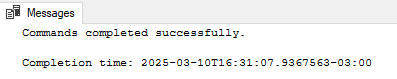 Messages
Commands completed successfully.
Completion time: 2025-03-10T16:31:07.9367563-03:00